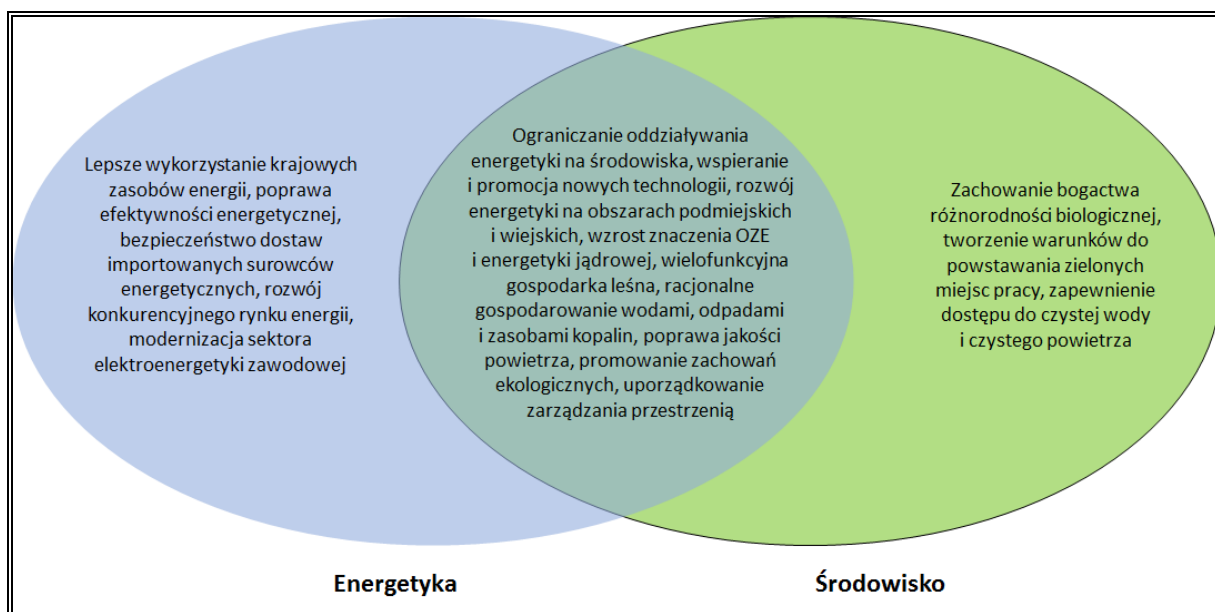 Lepsze wykorzystanie krajowych
zasobów energii, poprawa
efektywności energetycznej,
bezpieczeństwo dostaw
importowanych surowców
energetycznych, rozwój
konkurencyjnego rynku energii,
modernizacja sektora
elektroenergetyki zawodowej
Ograniczanie oddziaływania
energetyki na środowiska, wspieranie
i promocja nowych technologii, rozwój
energetyki na obszarach podmiejskich
i wiejskich, wzrost znaczenia OZE
i energetyki jądrowej, wielofunkcyjna
gospodarka leśna, racjonalne
gospodarowanie wodami, odpadami
i zasobami kopalin, poprawa jakości
powietrza, promowanie zachowań
ekologicznych, uporządkowanie
zarządzania przestrzenią
Zachowanie bogactwa
różnorodności biologicznej,
tworzenie warunków do
powstawania zielonych
miejsc pracy, zapewnienie
dostępu do czystej wody
i czystego powietrza
Energetyka
Środowisko